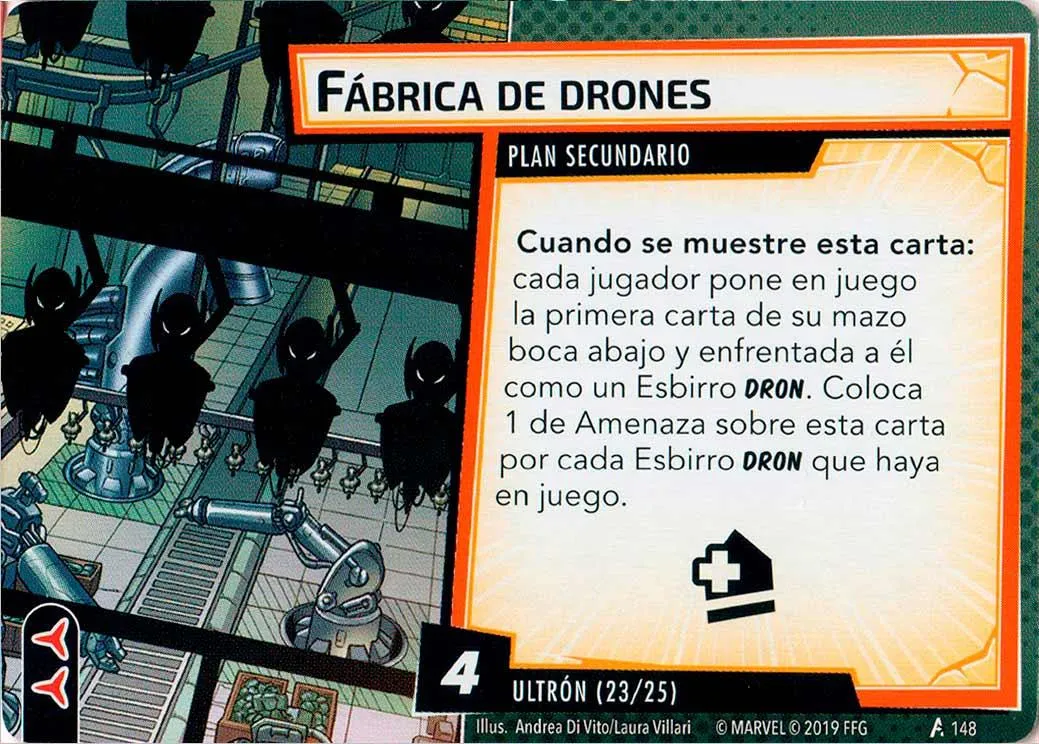 FÁBRICA DE DRONES
PLAN SECUNDARIO
Cuando se muestre esta carta:
cada jugador pone en juego
la primera carta de su mazo
boca abajo y enfrentada a él
como un Esbirro DRON. Coloca
1 de Amenaza sobre esta carta
por cada Esbirro DRON que haya
en juego.
4
ULTRÓN (23/25)
Illus. Andrea Di Vito/Laura Villari © MARVEL © 2019 FFG 148